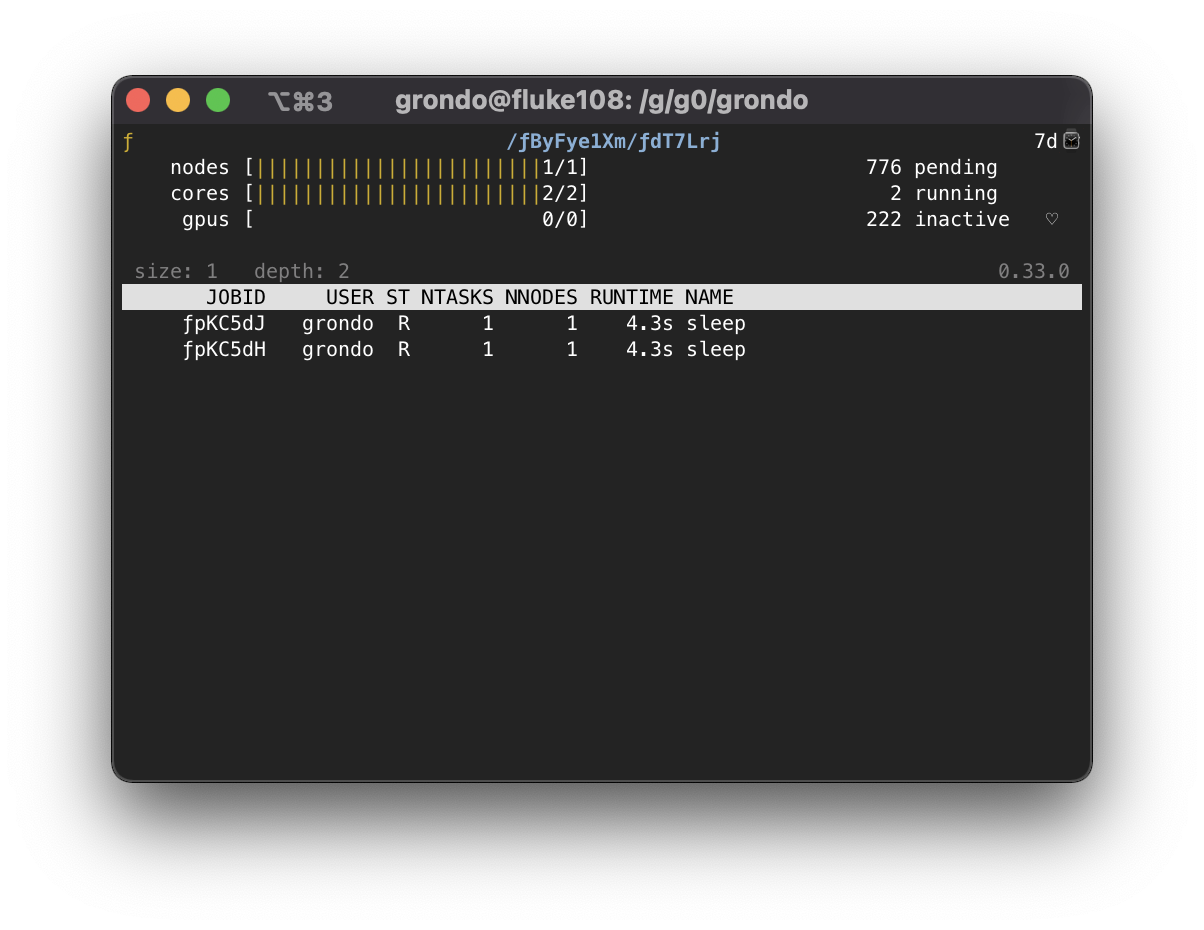 ⌥⌘3 grondo@fluke108: /g/g0/grondo
ƒ /ƒByFye1Xm/ƒdT7Lrj 7d⌚
nodes [||||||||||||||||||||||||1/1] 776 pending
cores [||||||||||||||||||||||||2/2] 2 running
gpus [ 0/0] 222 inactive ♡
size: 1 depth: 2 0.33.0
JOBID USER ST NTASKS NNODES RUNTIME NAME
ƒpKC5dJ grondo R 1 1 4.3s sleep
ƒpKC5dH grondo R 1 1 4.3s sleep